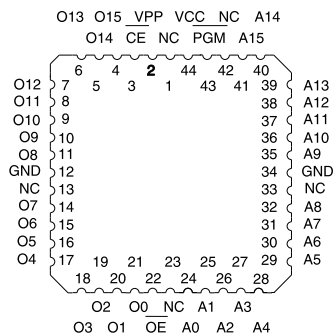 O13 O15 VPP VCC NC A14
O14 CE NC PGM A15
6 4 2 44 42 40
5 3 1 43 41
O12 7 39 A13
O11 8 38 A12
O10 9 37 A11
O9 10 36 A10
O8 11 35 A9
GND 12 34 GND
NC 13 33 NC
O7 14 32 A8
O6 15 31 A7
O5 16 30 A6
O4 17 29 A5
19 21 23 25 27
18 20 22 24 26 28
O2 O0 NC A1 A3
O3 O1 OE A0 A2 A4